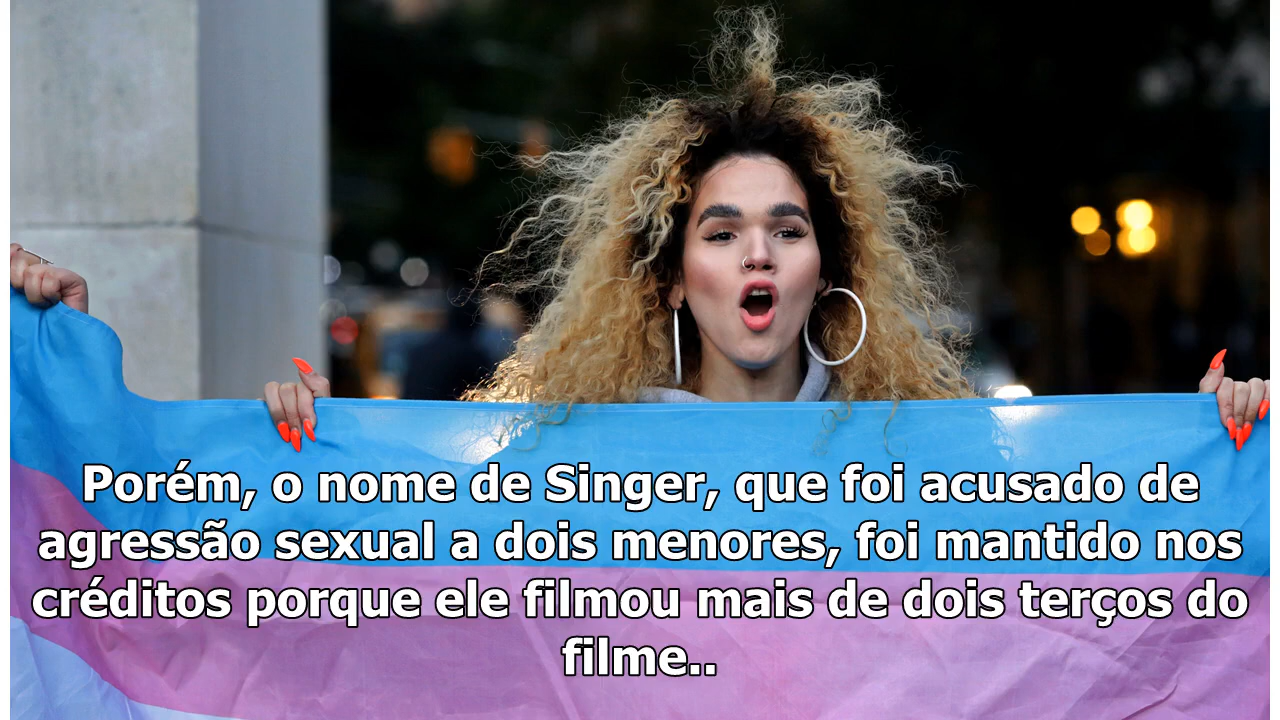 Porém, o nome de Singer, que foi acusado de
agressão sexual a dois menores, foi mantido nos
créditos porque ele filmou mais de dois terços do
filme..